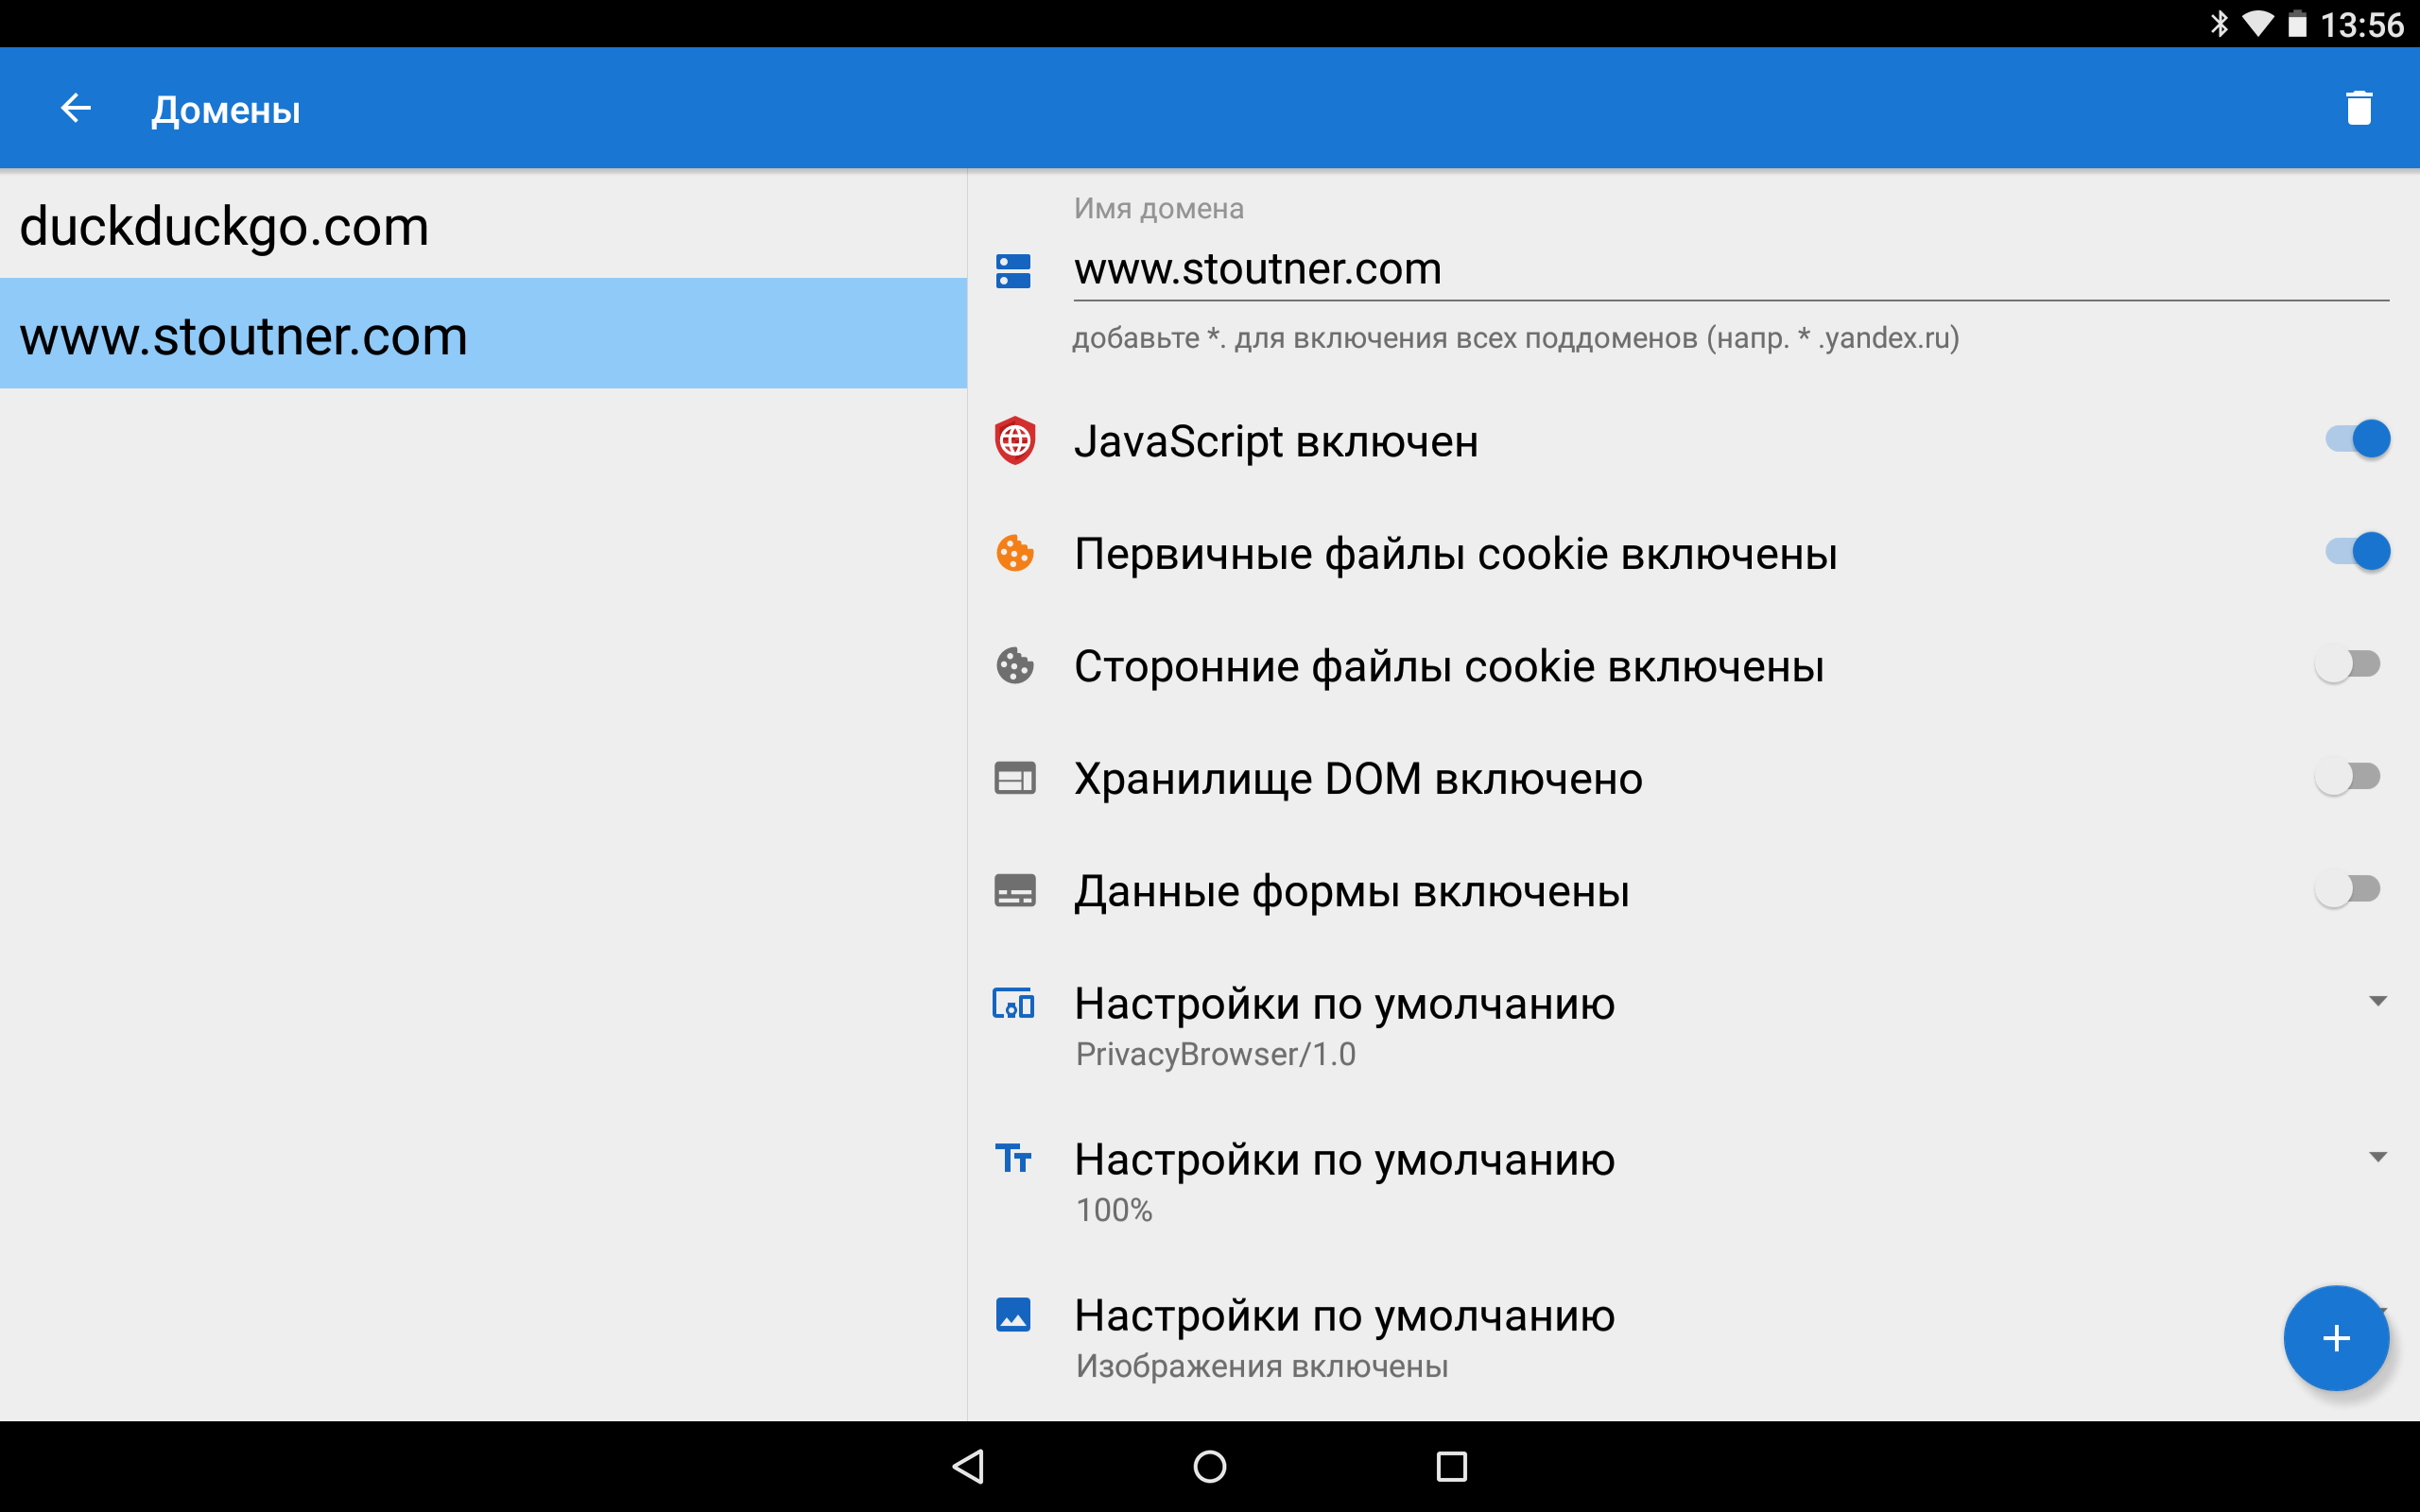 13:56
Домены
duckduckgo.com
www.stoutner.com
Имя домена
www.stoutner.com
добавьте *. для включения всех поддоменов (напр. * .yandex.ru)
JavaScript включен
Первичные файлы cookie включены
Сторонние файлы cookie включены
Хранилище DOM включено
Данные формы включены
Настройки по умолчанию
PrivacyBrowser/1.0
Настройки по умолчанию
100%
Настройки по умолчанию
Изображения включены